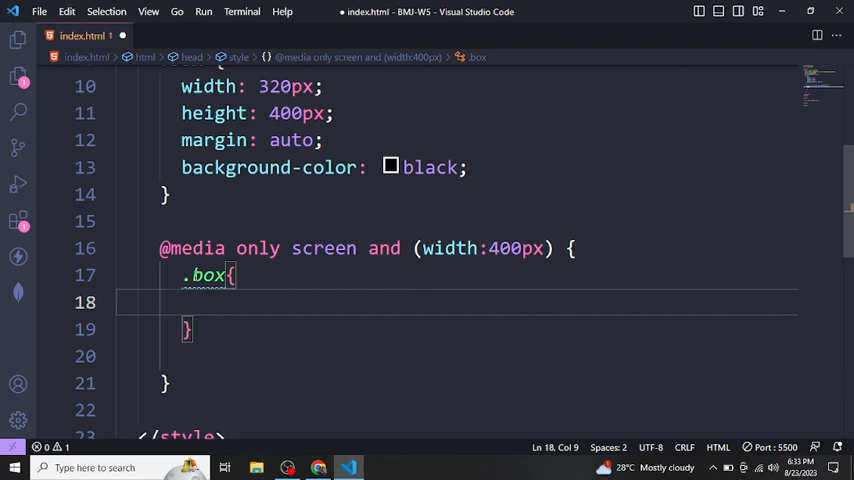 File Edit Selection View Go Run Terminal Help ● index.html - BMJ-W5 - Visual Studio Code
index.html 1 ●
index.html > html > head > style > {} @media only screen and (width:400px) > .box
10 width: 320px;
11 height: 400px;
12 margin: auto;
13 background-color: black;
14 }
15
16 @media only screen and (width:400px) {
17 .box{
18
19 }
20
21 }
22
23 </style>
1
1
0 1 Ln 18, Col 9 Spaces: 2 UTF-8 CRLF HTML Port : 5500
Type here to search 28°C Mostly cloudy 6:33 PM
8/23/2023